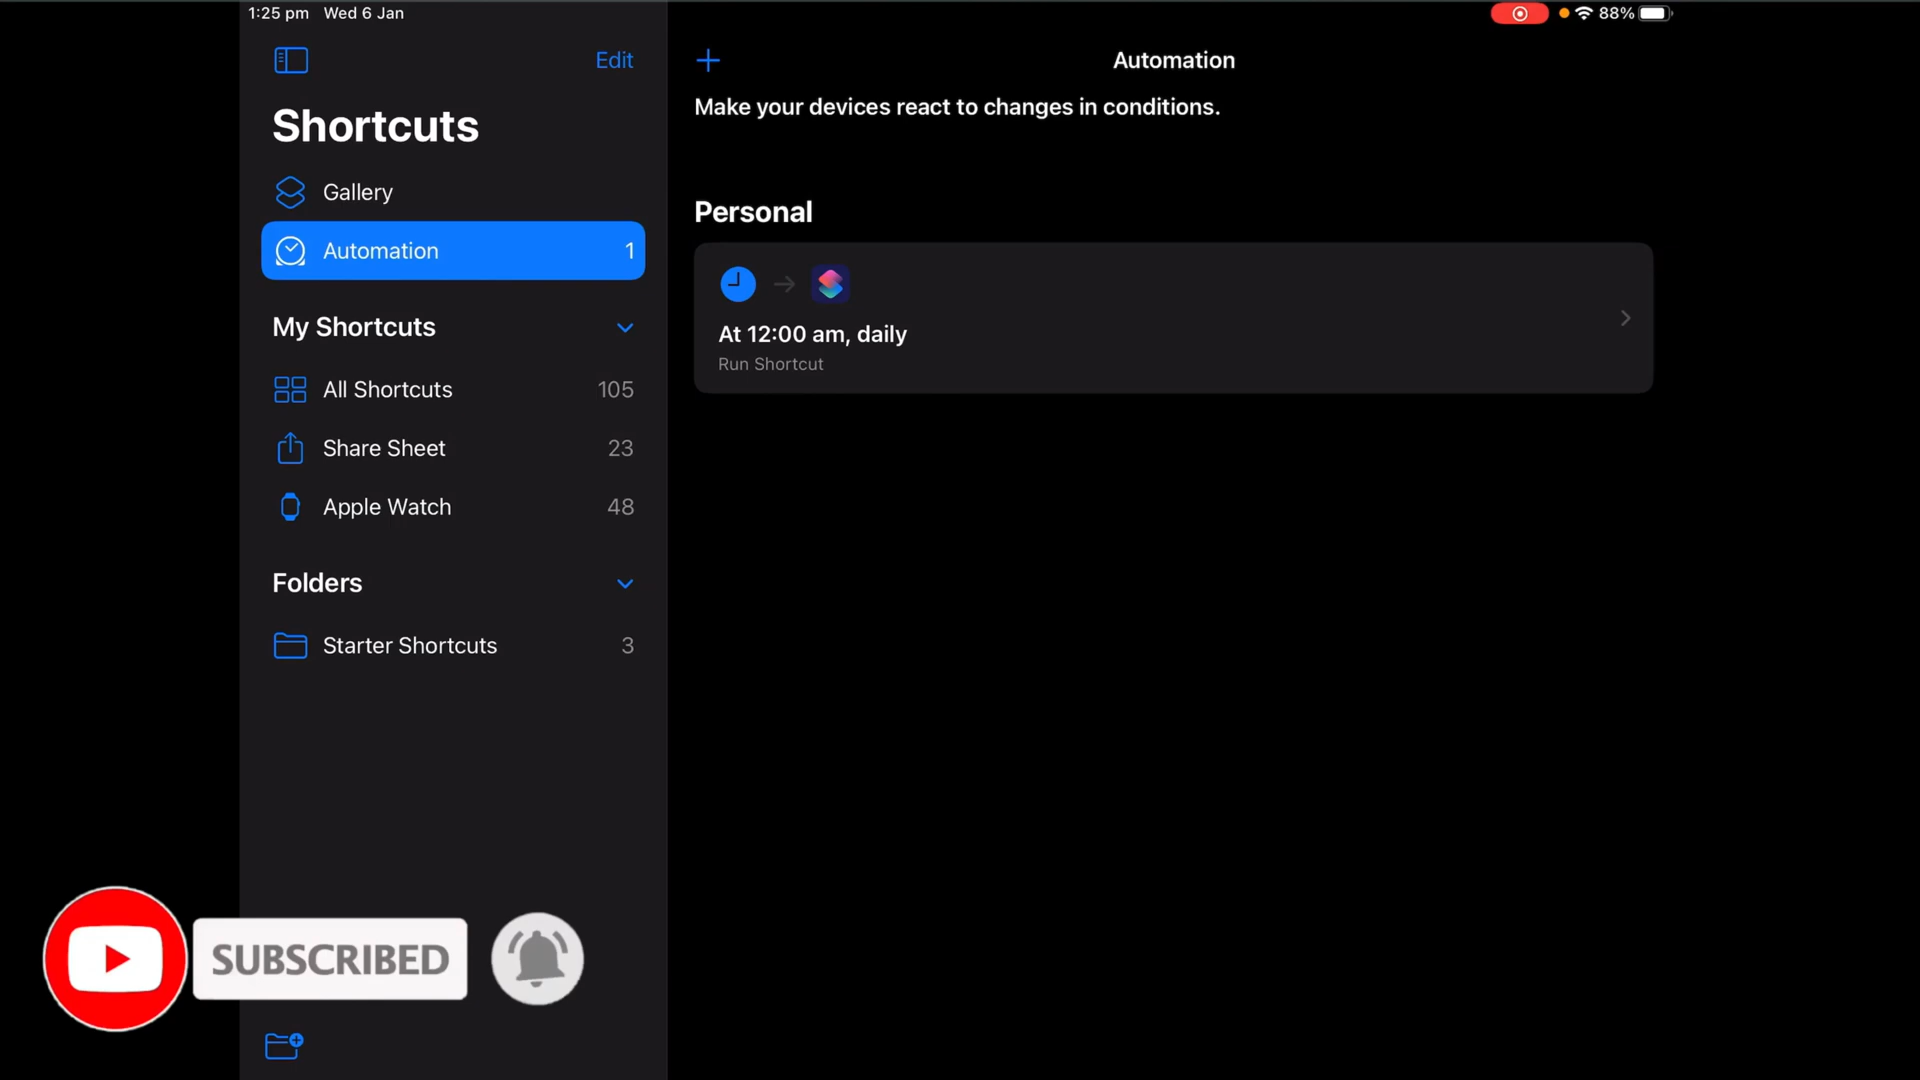 1:25 pm Wed 6 Jan
88%
Edit
Shortcuts
Gallery
Automation 1
My Shortcuts
All Shortcuts 105
Share Sheet 23
Apple Watch 48
Folders
Starter Shortcuts 3
Automation
Make your devices react to changes in conditions.
Personal
At 12:00 am, daily
Run Shortcut
SUBSCRIBED